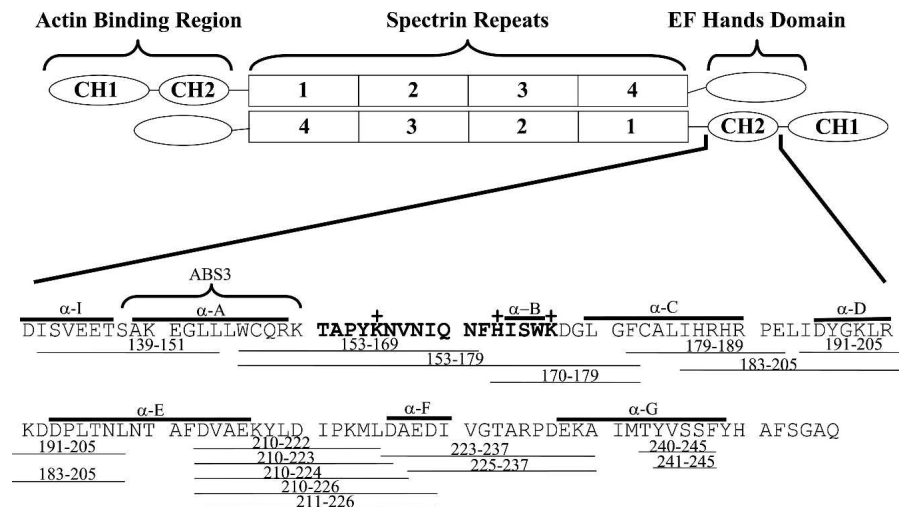 Actin Binding Region Spectrin Repeats EF Hands Domain
CH1 CH2 1 2 3 4
4 3 2 1 CH2 CH1
ABS3
α-I α-A α-B α-C α-D
+ + +
DISVEETSAK EGLLLWCQRK TAPYKNVNIQ NFHISWKDGL GFCALIHRHR PELIDYGKLR
139-151 153-169 179-189 191-205
153-179 183-205
170-179
α-E α-F α-G
KDDPLTNLNT AFDVAEKYLD IPKMLDAEDI VGTARPDEKA IMTYVSSFYH AFSGAQ
191-205 210-222 223-237 240-245
210-223 225-237 241-245
183-205 210-224
210-226
211-226